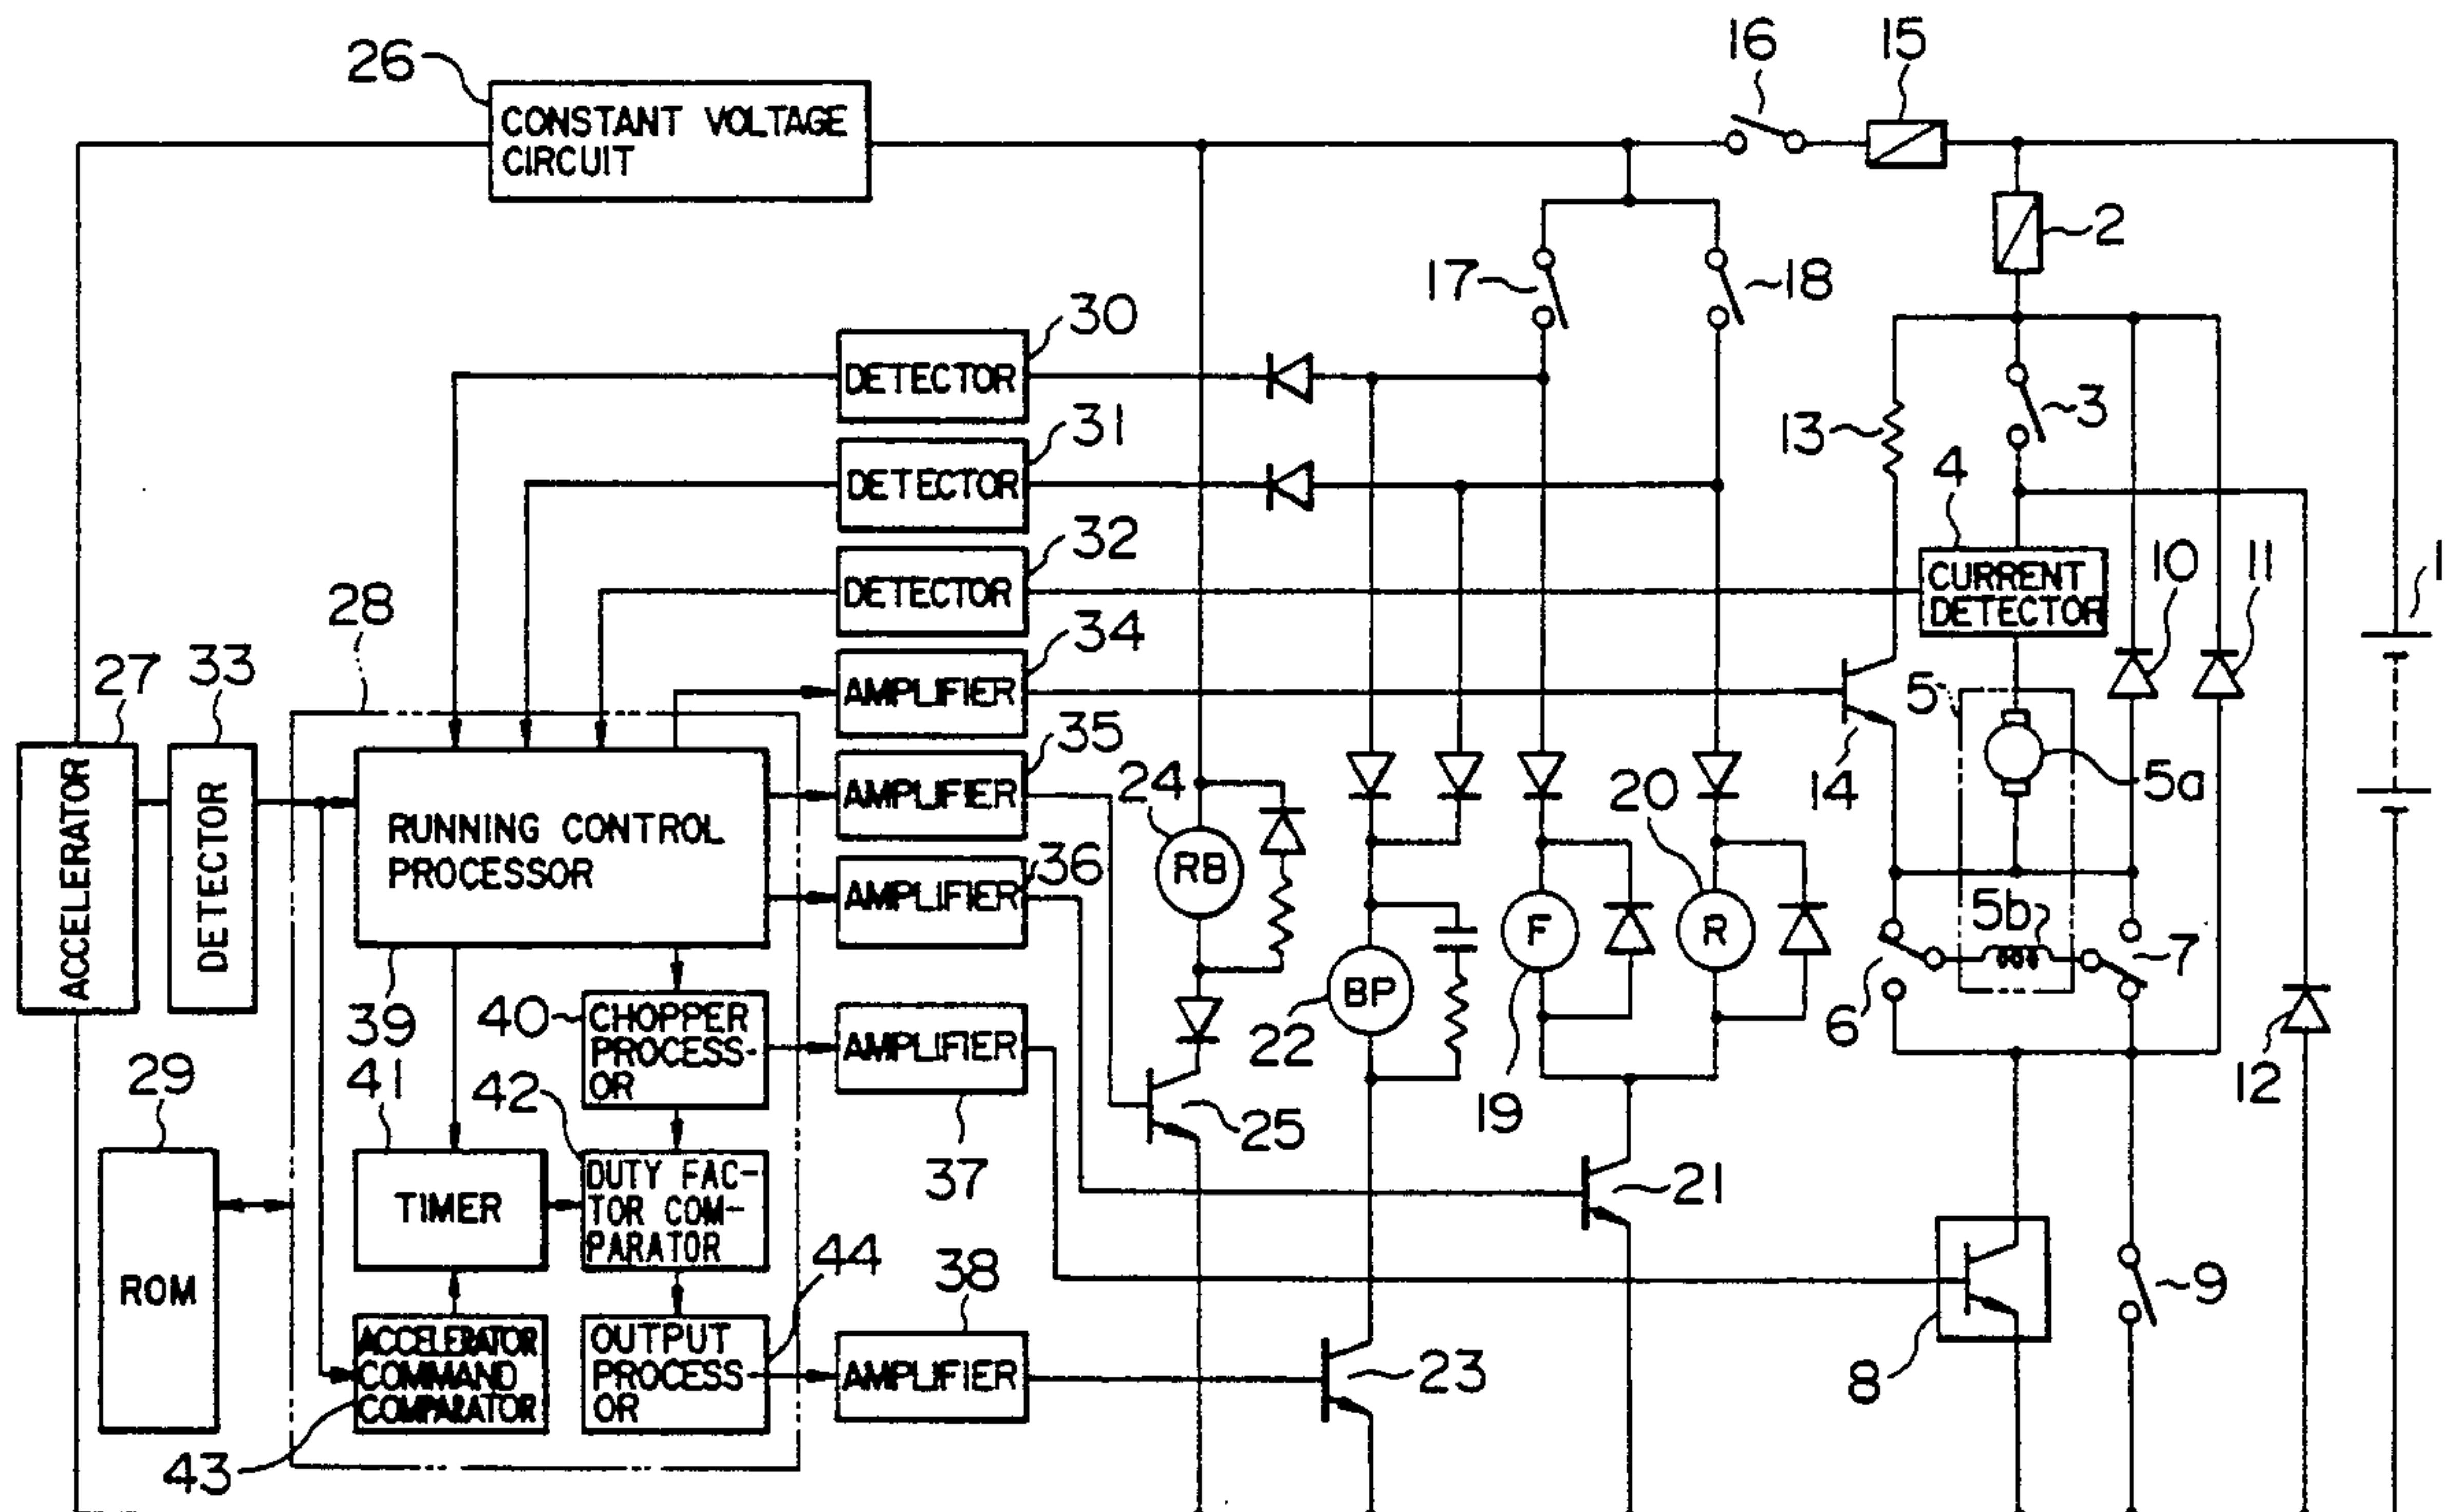 16
15
26
CONSTANT VOLTAGE
CIRCUIT
2
17
18
30
DETECTOR
3
13
31
DETECTOR
4
32
DETECTOR
CURRENT
DETECTOR
10
11
1
28
34
AMPLIFIER
27
33
5
35
AMPLIFIER
5a
14
24
20
ACCELERATOR
DETECTOR
RUNNING CONTROL
PROCESSOR
36
AMPLIFIER
RB
F
R
5b
7
6
22
BP
39
40
CHOPPER
PROCESS-
OR
AMPLIFIER
12
41
42
29
25
19
37
TIMER
DUTY FAC-
TOR COM-
PARATOR
21
44
38
9
ROM
ACCELERATOR
COMMAND
COMPARATOR
OUTPUT
PROCESS-
OR
AMPLIFIER
23
8
43